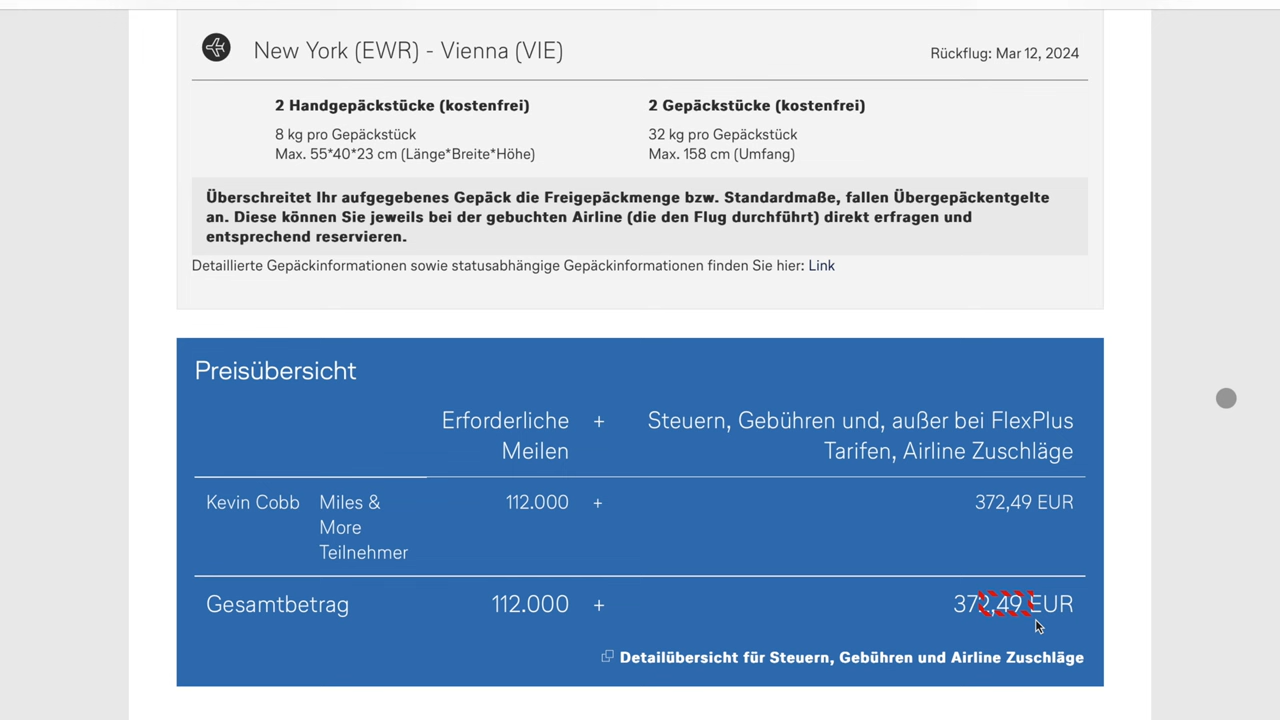 New York (EWR) - Vienna (VIE)
Rückflug: Mar 12, 2024
2 Handgepäckstücke (kostenfrei)
8 kg pro Gepäckstück
Max. 55*40*23 cm (Länge*Breite*Höhe)
2 Gepäckstücke (kostenfrei)
32 kg pro Gepäckstück
Max. 158 cm (Umfang)
Überschreitet Ihr aufgegebenes Gepäck die Freigepäckmenge bzw. Standardmaße, fallen Übergepäckentgelte
an. Diese können Sie jeweils bei der gebuchten Airline (die den Flug durchführt) direkt erfragen und
entsprechend reservieren.
Detaillierte Gepäckinformationen sowie statusabhängige Gepäckinformationen finden Sie hier: Link
Preisübersicht
Erforderliche
Meilen
+
Steuern, Gebühren und, außer bei FlexPlus
Tarifen, Airline Zuschläge
Kevin Cobb
Miles &
More
Teilnehmer
112.000 + 372,49 EUR
Gesamtbetrag 112.000 + 372,49 EUR
Detailübersicht für Steuern, Gebühren und Airline Zuschläge